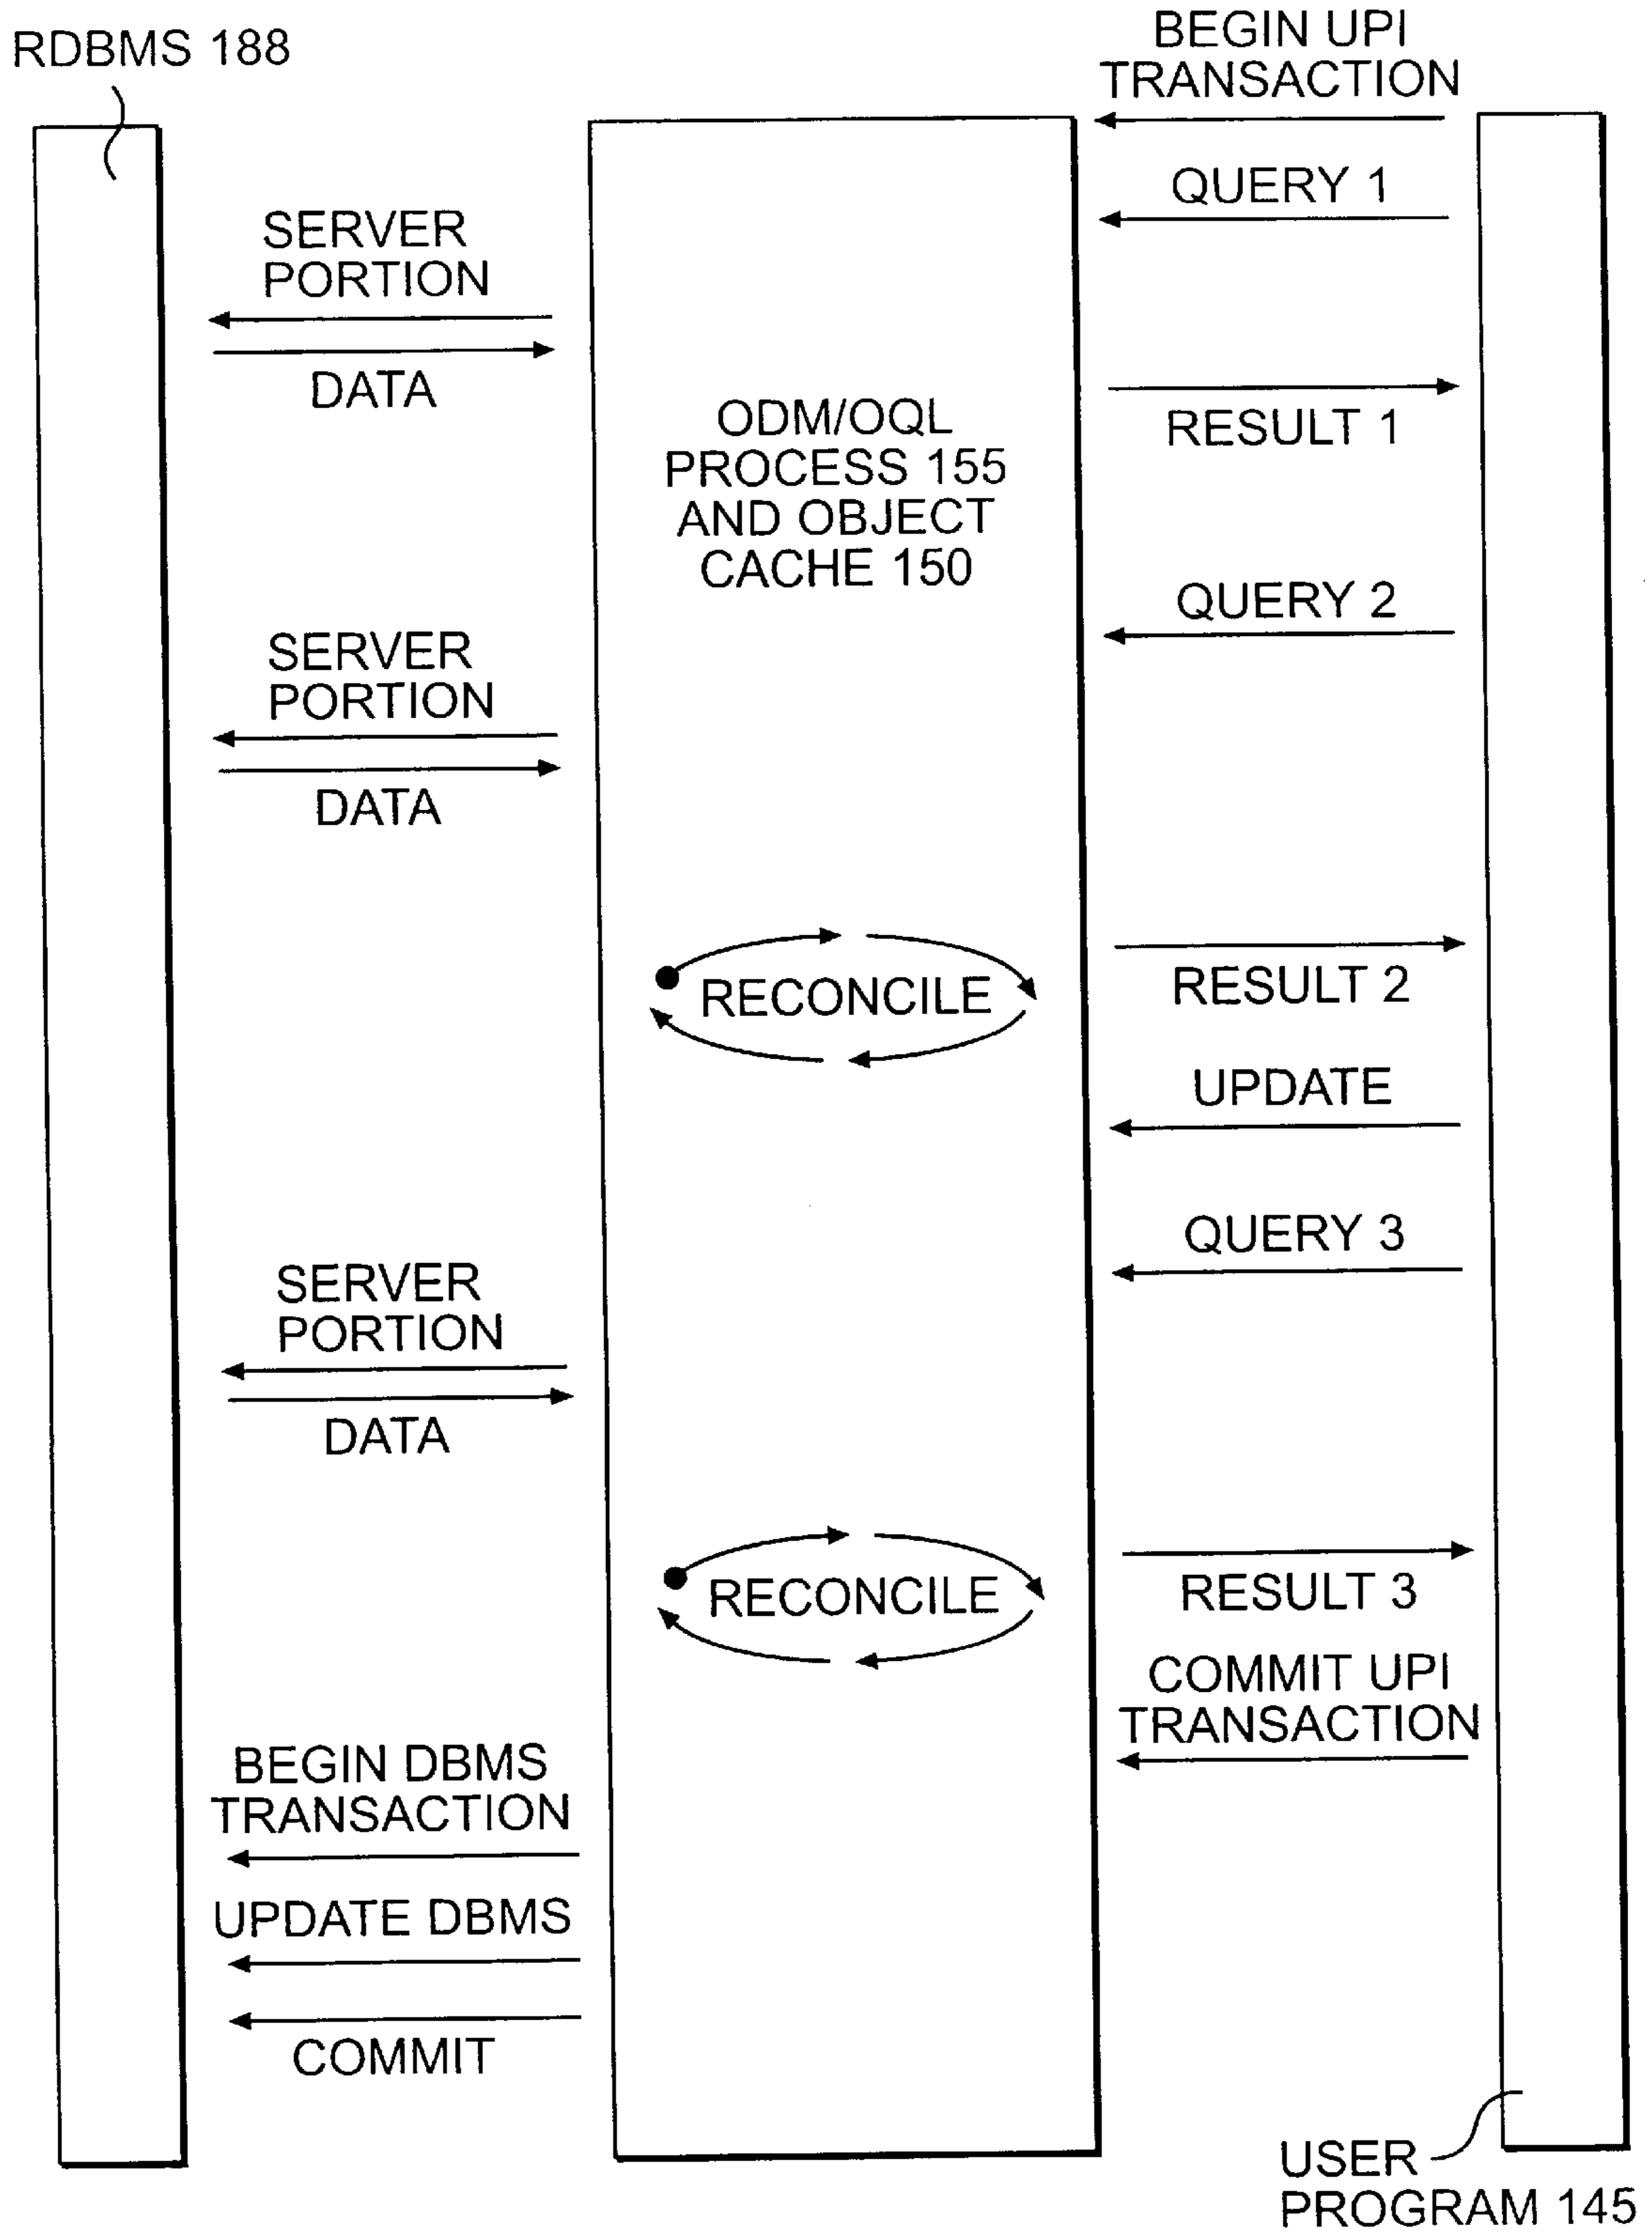 RDBMS 188
BEGIN UPI
TRANSACTION
QUERY 1
SERVER
PORTION
DATA
RESULT 1
ODM/OQL
PROCESS 155
AND OBJECT
CACHE 150
QUERY 2
SERVER
PORTION
DATA
RECONCILE
RESULT 2
UPDATE
QUERY 3
SERVER
PORTION
DATA
RECONCILE
RESULT 3
COMMIT UPI
TRANSACTION
BEGIN DBMS
TRANSACTION
UPDATE DBMS
COMMIT
USER
PROGRAM 145